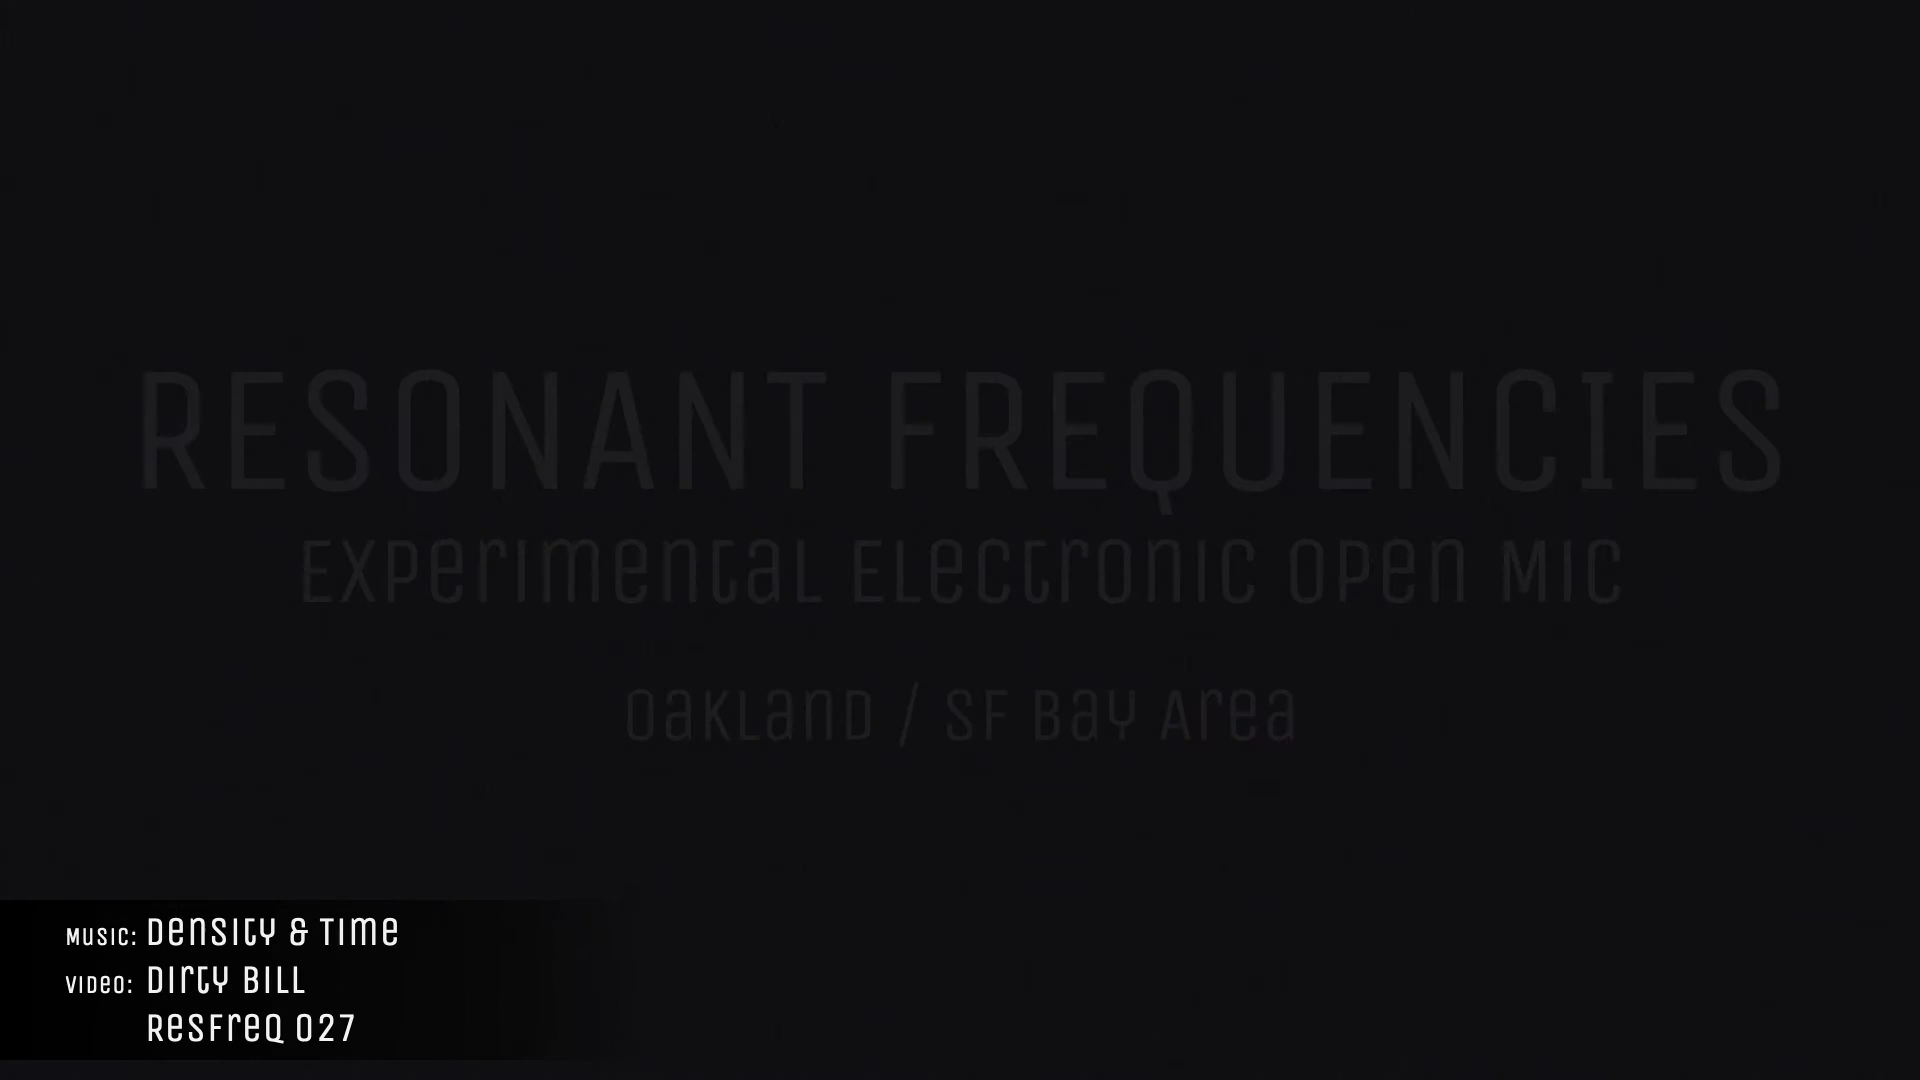 RESONANT FREQUENCIES
Experimental Electronic Open Mic
Oakland / SF Bay Area
Music: Density & Time
Video: Dirty Bill
ResFreq 027